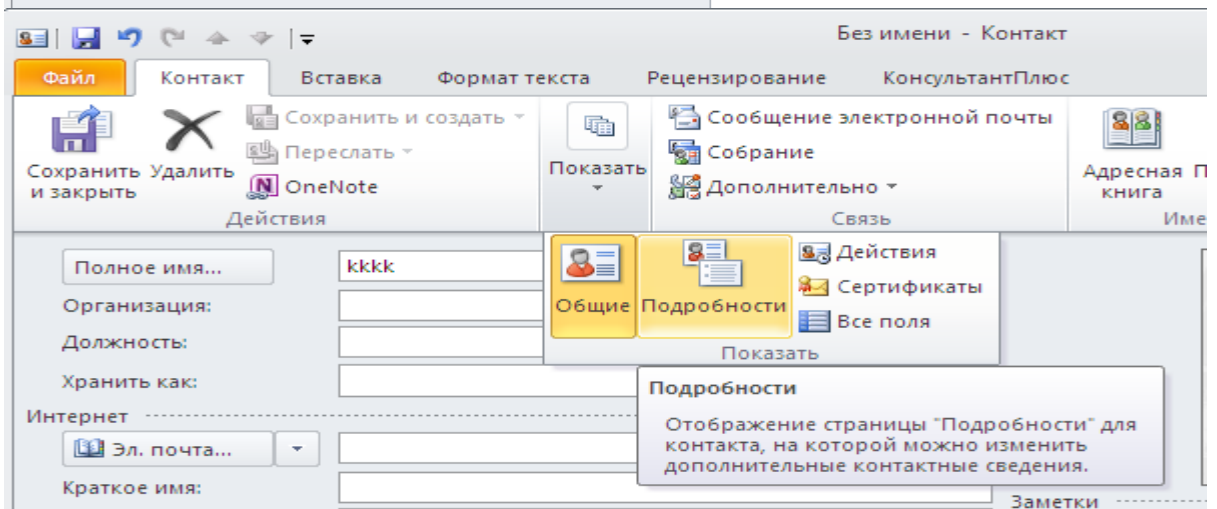 Без имени - Контакт
Файл Контакт Вставка Формат текста Рецензирование КонсультантПлюс
Сохранить и закрыть
Удалить
Сохранить и создать
Переслать
OneNote
Действия
Показать
Сообщение электронной почты
Собрание
Дополнительно
Связь
Адресная П
книга
Име
Полное имя...
kkkk
Организация:
Должность:
Хранить как:
Интернет
Эл. почта...
Краткое имя:
Общие
Подробности
Действия
Сертификаты
Все поля
Показать
Подробности
Отображение страницы "Подробности" для
контакта, на которой можно изменить
дополнительные контактные сведения.
Заметки